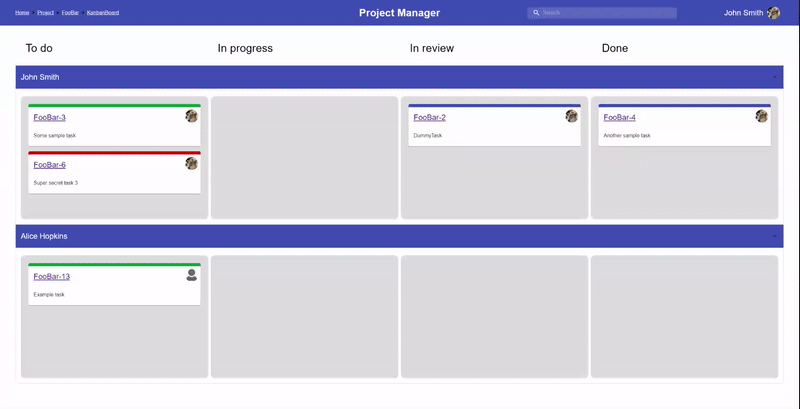 Home > Project > FooBar > KanbanBoard
Project Manager
Search
John Smith
To do
In progress
In review
Done
John Smith
FooBar-3
Some sample task
FooBar-6
Super secret task 3
FooBar-2
DummyTask
FooBar-4
Another sample task
Alice Hopkins
FooBar-13
Example task